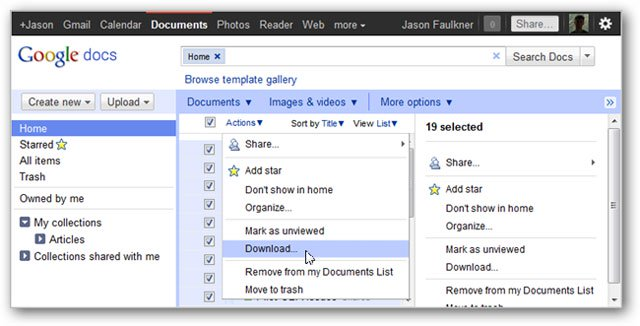 +Jason Gmail Calendar Documents Photos Reader Web more Jason Faulkner 0 Share...
Google docs
Home × × Search Docs
Browse template gallery
Create new Upload Documents Images & videos More options »
Home
Starred
All items
Trash
Owned by me
My collections
Articles
Collections shared with me
Actions Sort by Title View List
Share...
Add star
Don't show in home
Organize...
Mark as unviewed
Download...
Remove from my Documents List
Move to trash
19 selected
Share...
Add star
Don't show in home
Organize...
Mark as unviewed
Download...
Remove from my Documents List
Move to trash